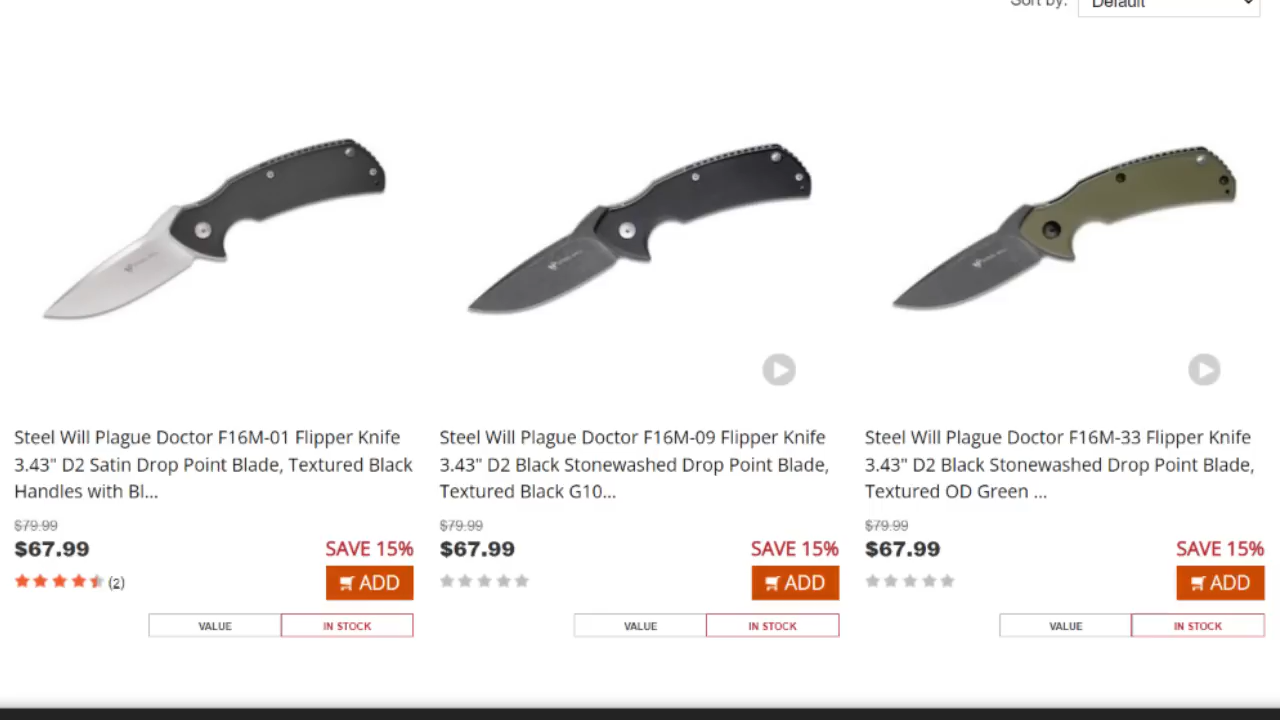 Sort by: Default
Steel Will Plague Doctor F16M-01 Flipper Knife
3.43" D2 Satin Drop Point Blade, Textured Black
Handles with Bl...
$79.99
$67.99
SAVE 15%
(2)
ADD
VALUE
IN STOCK
Steel Will Plague Doctor F16M-09 Flipper Knife
3.43" D2 Black Stonewashed Drop Point Blade,
Textured Black G10...
$79.99
$67.99
SAVE 15%
ADD
VALUE
IN STOCK
Steel Will Plague Doctor F16M-33 Flipper Knife
3.43" D2 Black Stonewashed Drop Point Blade,
Textured OD Green ...
$79.99
$67.99
SAVE 15%
ADD
VALUE
IN STOCK